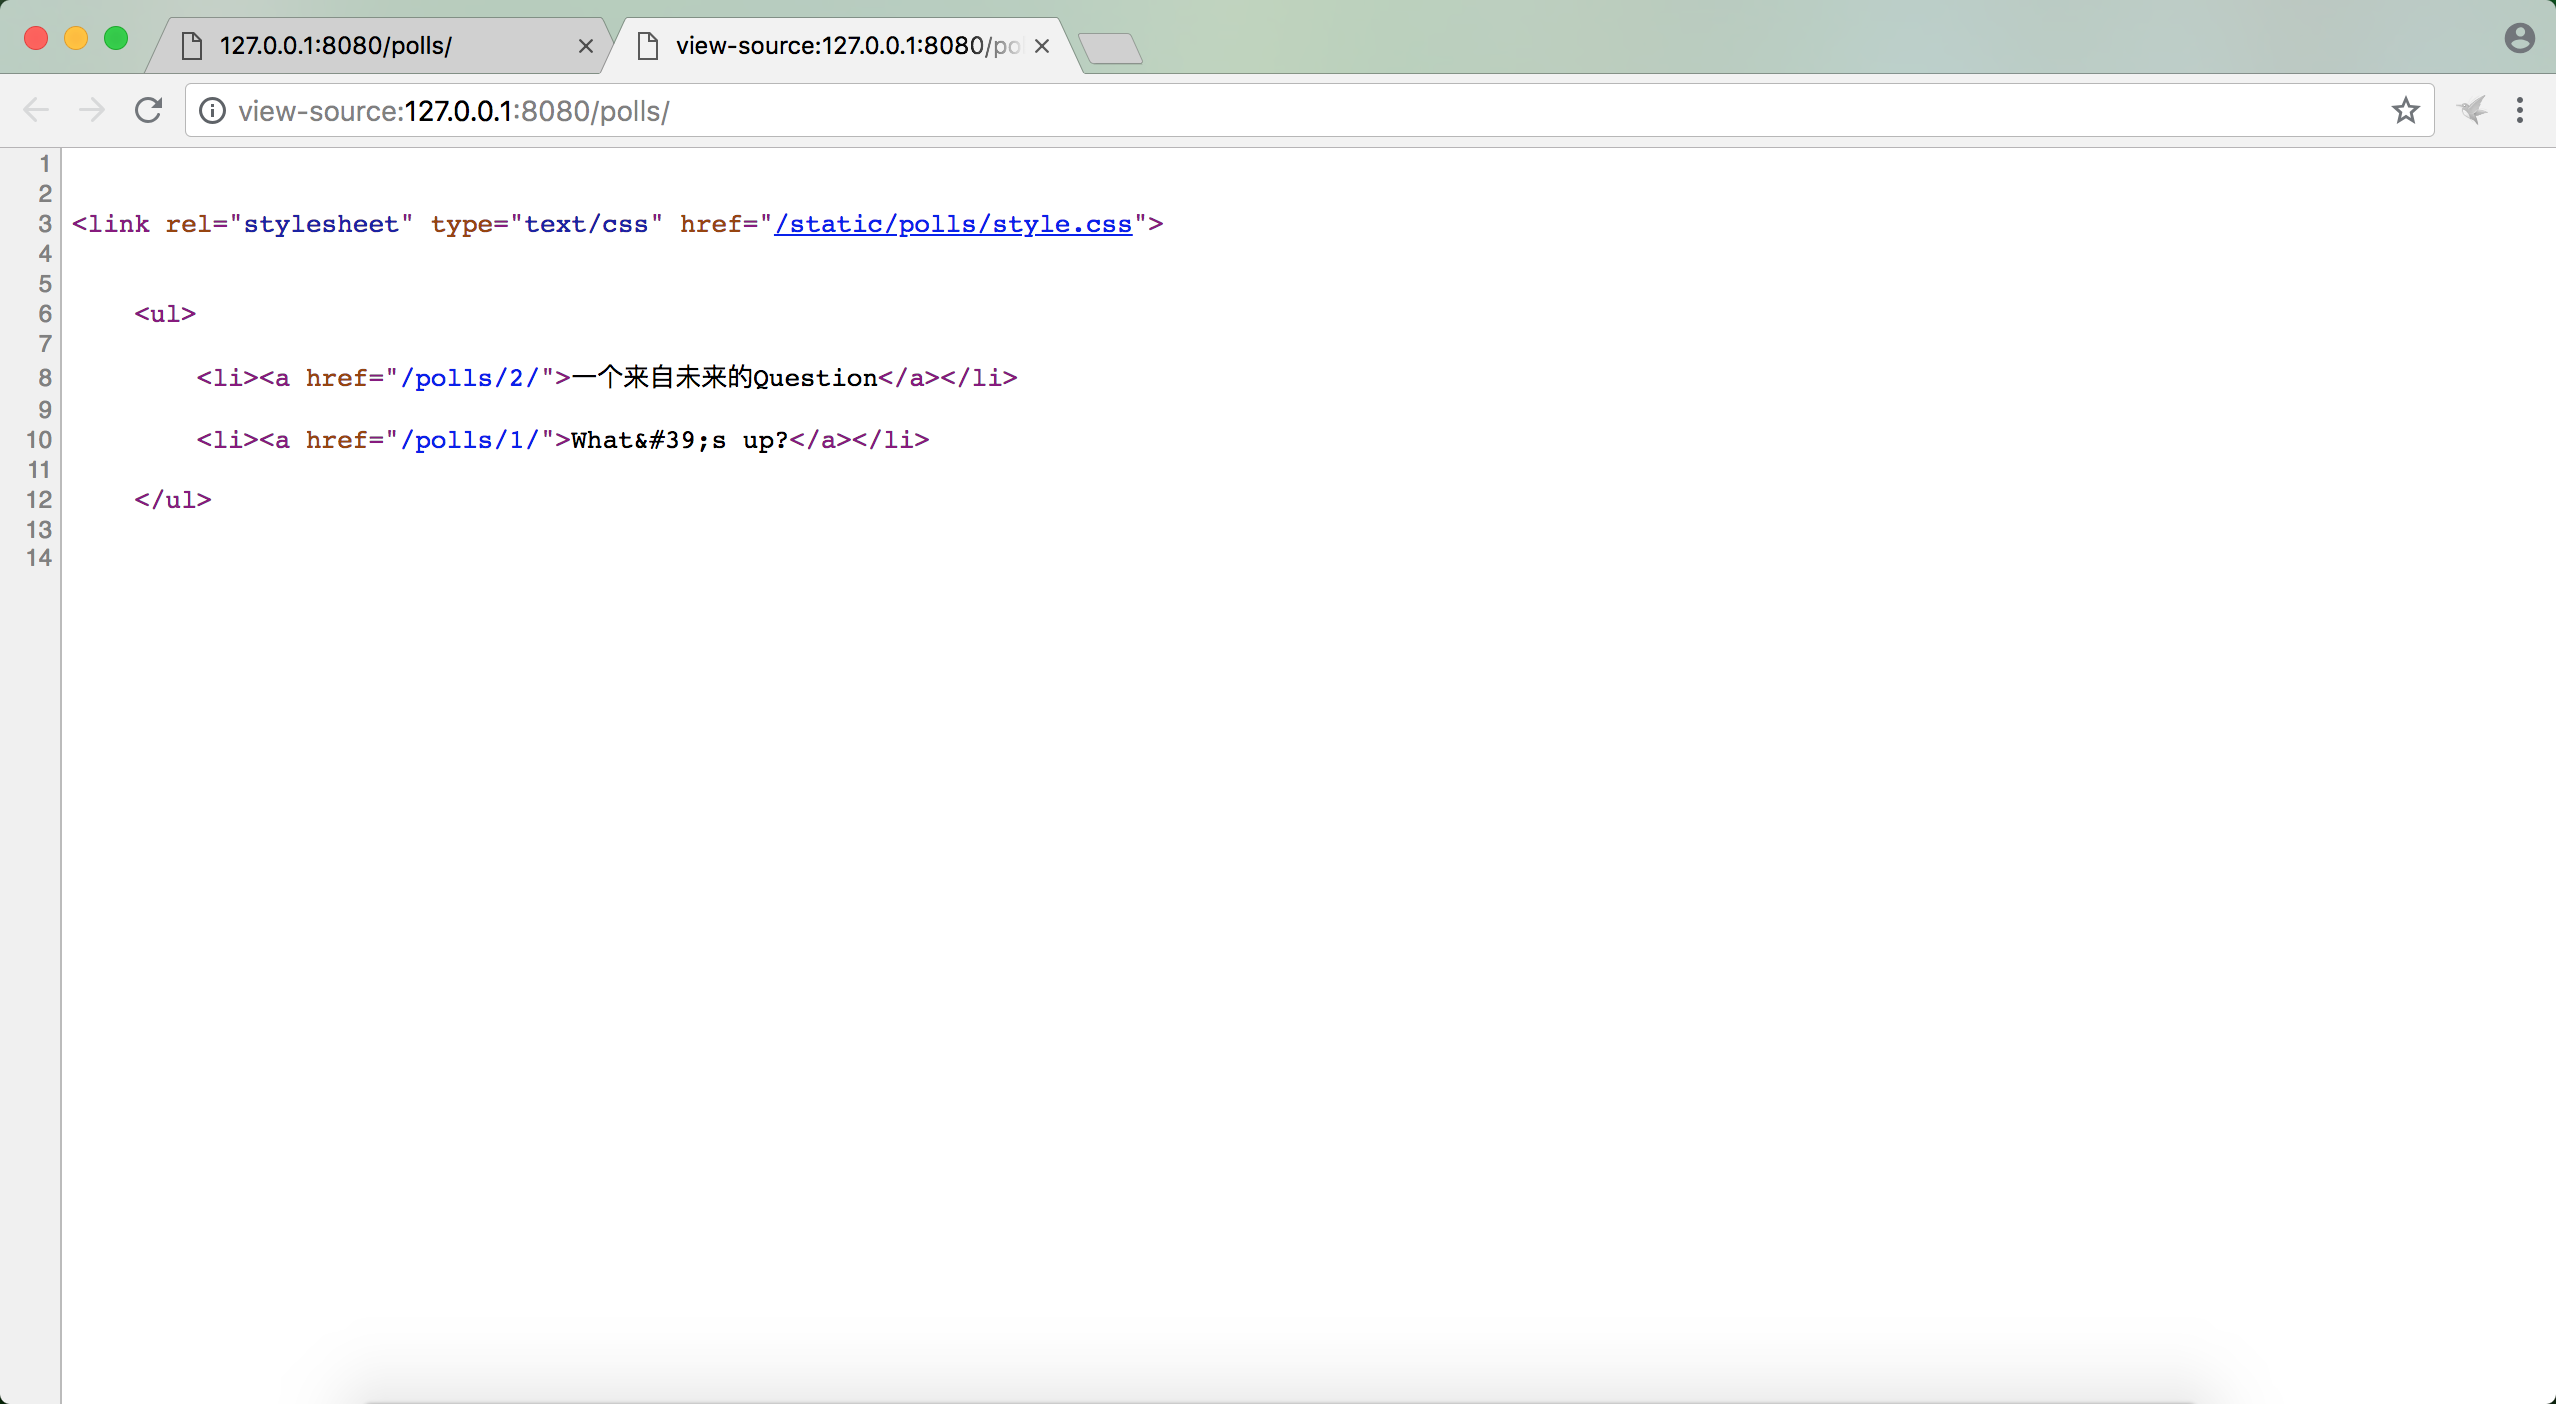 127.0.0.1:8080/polls/
view-source:127.0.0.1:8080/po
view-source:127.0.0.1:8080/polls/
1
2
3 <link rel="stylesheet" type="text/css" href="/static/polls/style.css">
4
5
6 <ul>
7
8 <li><a href="/polls/2/">一个来自未来的Question</a></li>
9
10 <li><a href="/polls/1/">What&#39;s up?</a></li>
11
12 </ul>
13
14